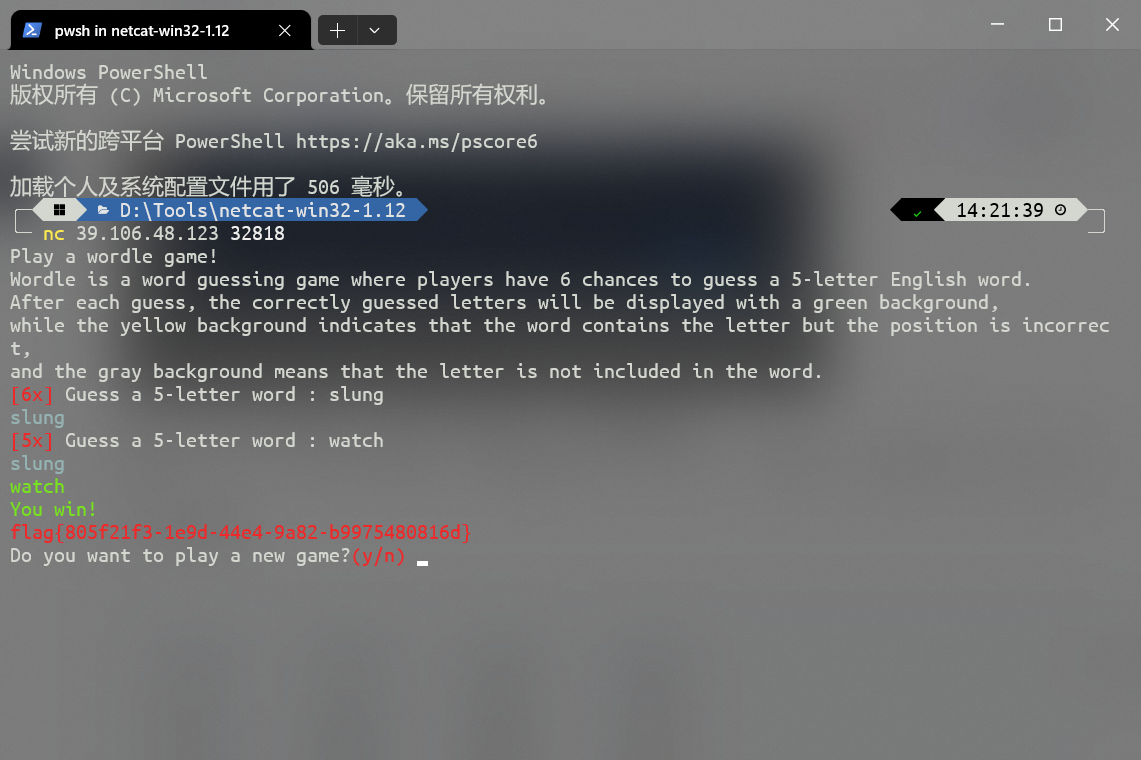 pwsh in netcat-win32-1.12
Windows PowerShell
版权所有 (C) Microsoft Corporation。保留所有权利。
尝试新的跨平台 PowerShell https://aka.ms/pscore6
加载个人及系统配置文件用了 506 毫秒。
D:\Tools\netcat-win32-1.12 14:21:39
nc 39.106.48.123 32818
Play a wordle game!
Wordle is a word guessing game where players have 6 chances to guess a 5-letter English word.
After each guess, the correctly guessed letters will be displayed with a green background,
while the yellow background indicates that the word contains the letter but the position is incorrec
t,
and the gray background means that the letter is not included in the word.
[6x] Guess a 5-letter word : slung
slung
[5x] Guess a 5-letter word : watch
slung
watch
You win!
flag{805f21f3-1e9d-44e4-9a82-b9975480816d}
Do you want to play a new game?(y/n)